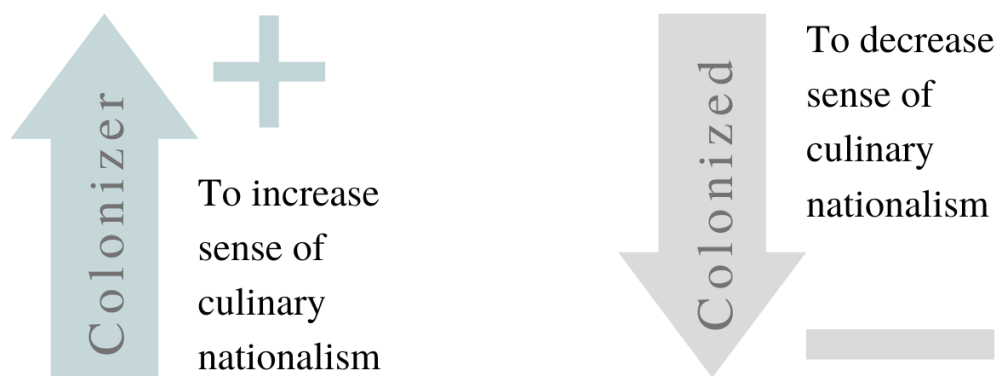 Colonizer
To increase
sense of
culinary
nationalism
Colonized
To decrease
sense of
culinary
nationalism